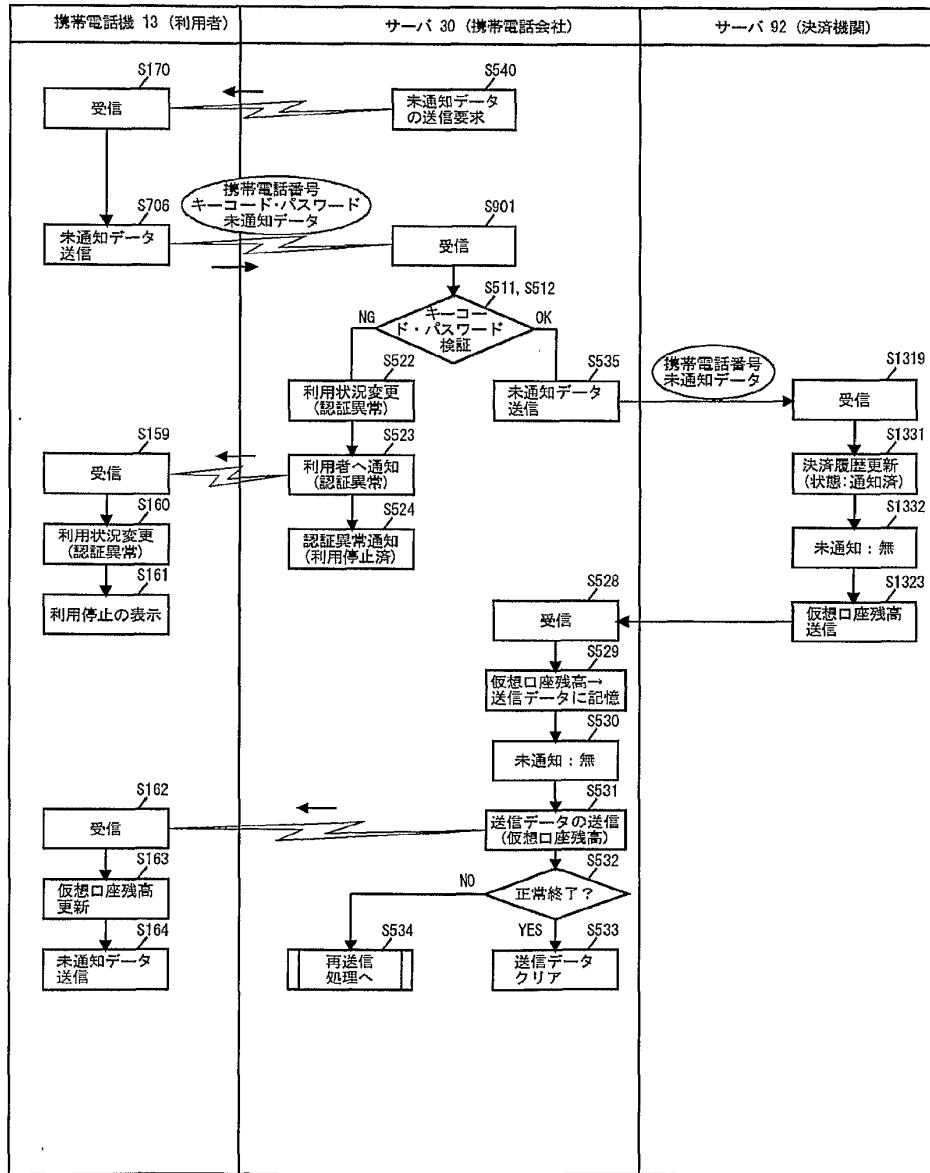 携帯電話機 13 (利用者)
サーバ 30 (携帯電話会社)
サーバ 92 (決済機関)
S170
受信
S540
未通知データ
の送信要求
携帯電話番号
キーコード・パスワード
未通知データ
S706
未通知データ
送信
S901
受信
S511, S512
キーコー
ド・パスワード
検証
NG
OK
S522
利用状況変更
(認証異常)
S535
未通知データ
送信
携帯電話番号
未通知データ
S1319
受信
S159
受信
S523
利用者へ通知
(認証異常)
S1331
決済履歴更新
(状態:通知済)
S160
利用状況変更
(認証異常)
S524
認証異常通知
(利用停止済)
S1332
未通知:無
S161
利用停止の表示
S528
受信
S1323
仮想口座残高
送信
S529
仮想口座残高→
送信データに記憶
S530
未通知:無
S162
受信
S531
送信データの送信
(仮想口座残高)
S163
仮想口座残高
更新
S532
正常終了?
NO
YES
S164
未通知データ
送信
S534
再送信
処理へ
S533
送信データ
クリア